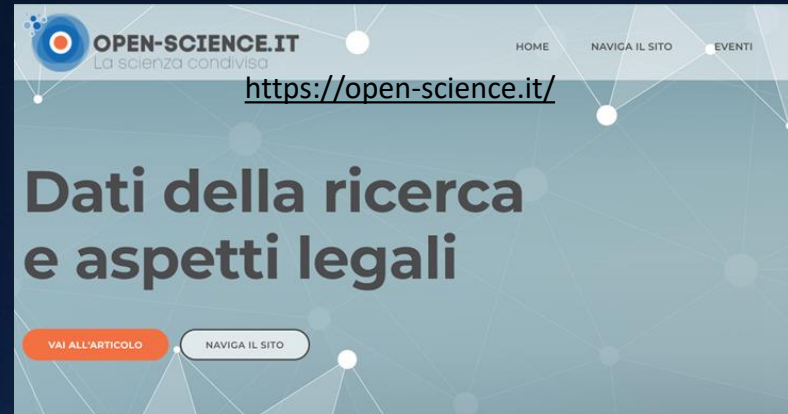 OPEN-SCIENCE.IT
La scienza condivisa
HOME NAVIGA IL SITO EVENTI
https://open-science.it/
Dati della ricerca
e aspetti legali
VAI ALL'ARTICOLO NAVIGA IL SITO